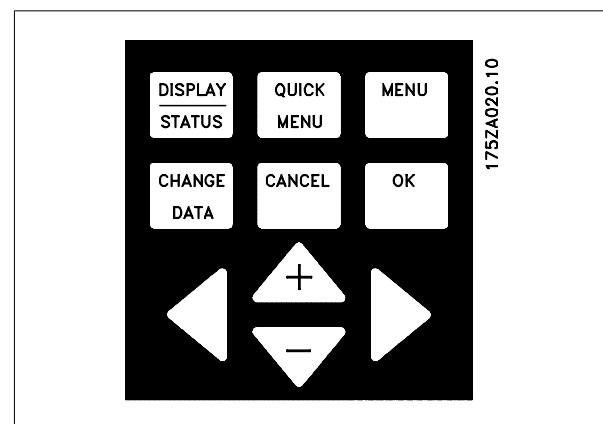 DISPLAY
STATUS
QUICK
MENU
MENU
CHANGE
DATA
CANCEL
OK
+
−
175ZA020.10